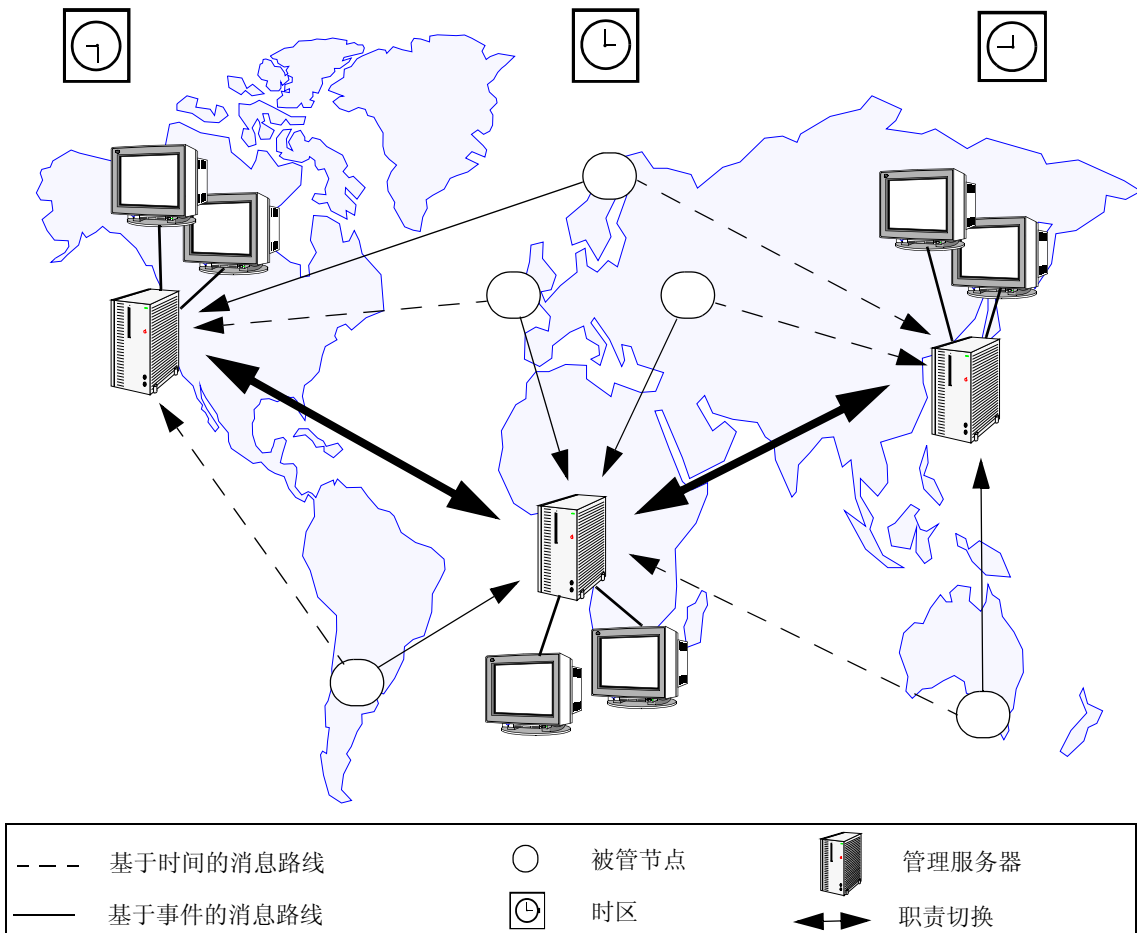 基于时间的消息路线
被管节点
管理服务器
基于事件的消息路线
时区
职责切换